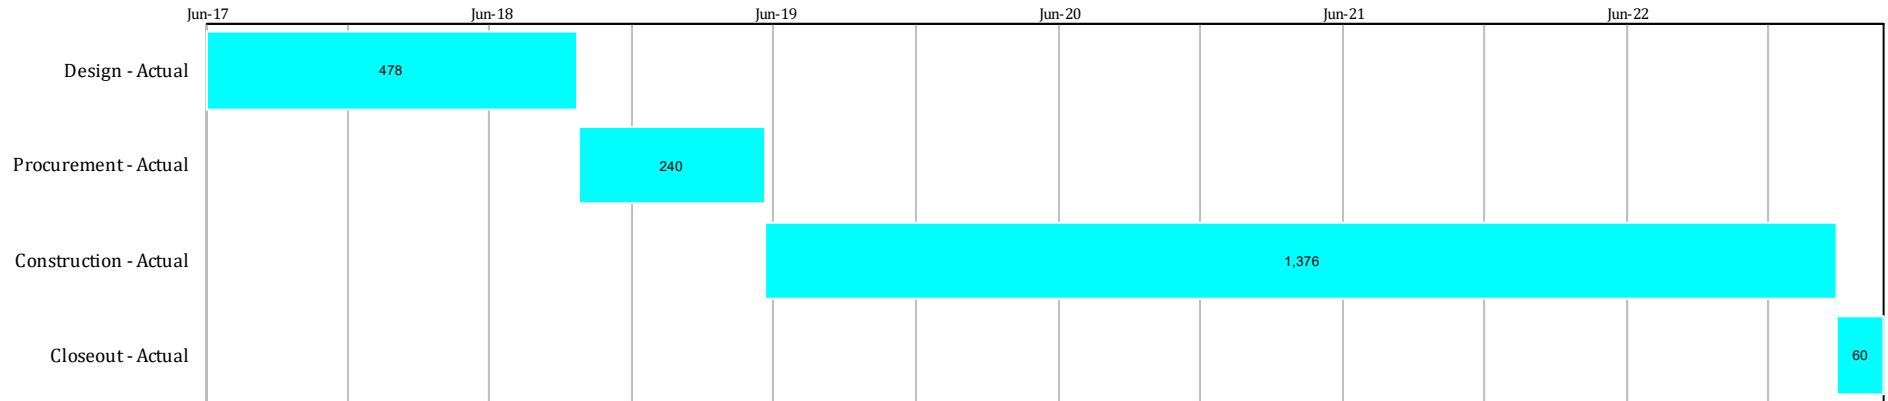 Jun-17 Jun-18 Jun-19 Jun-20 Jun-21 Jun-22
Design - Actual 478
Procurement - Actual 240
Construction - Actual 1,376
Closeout - Actual 60